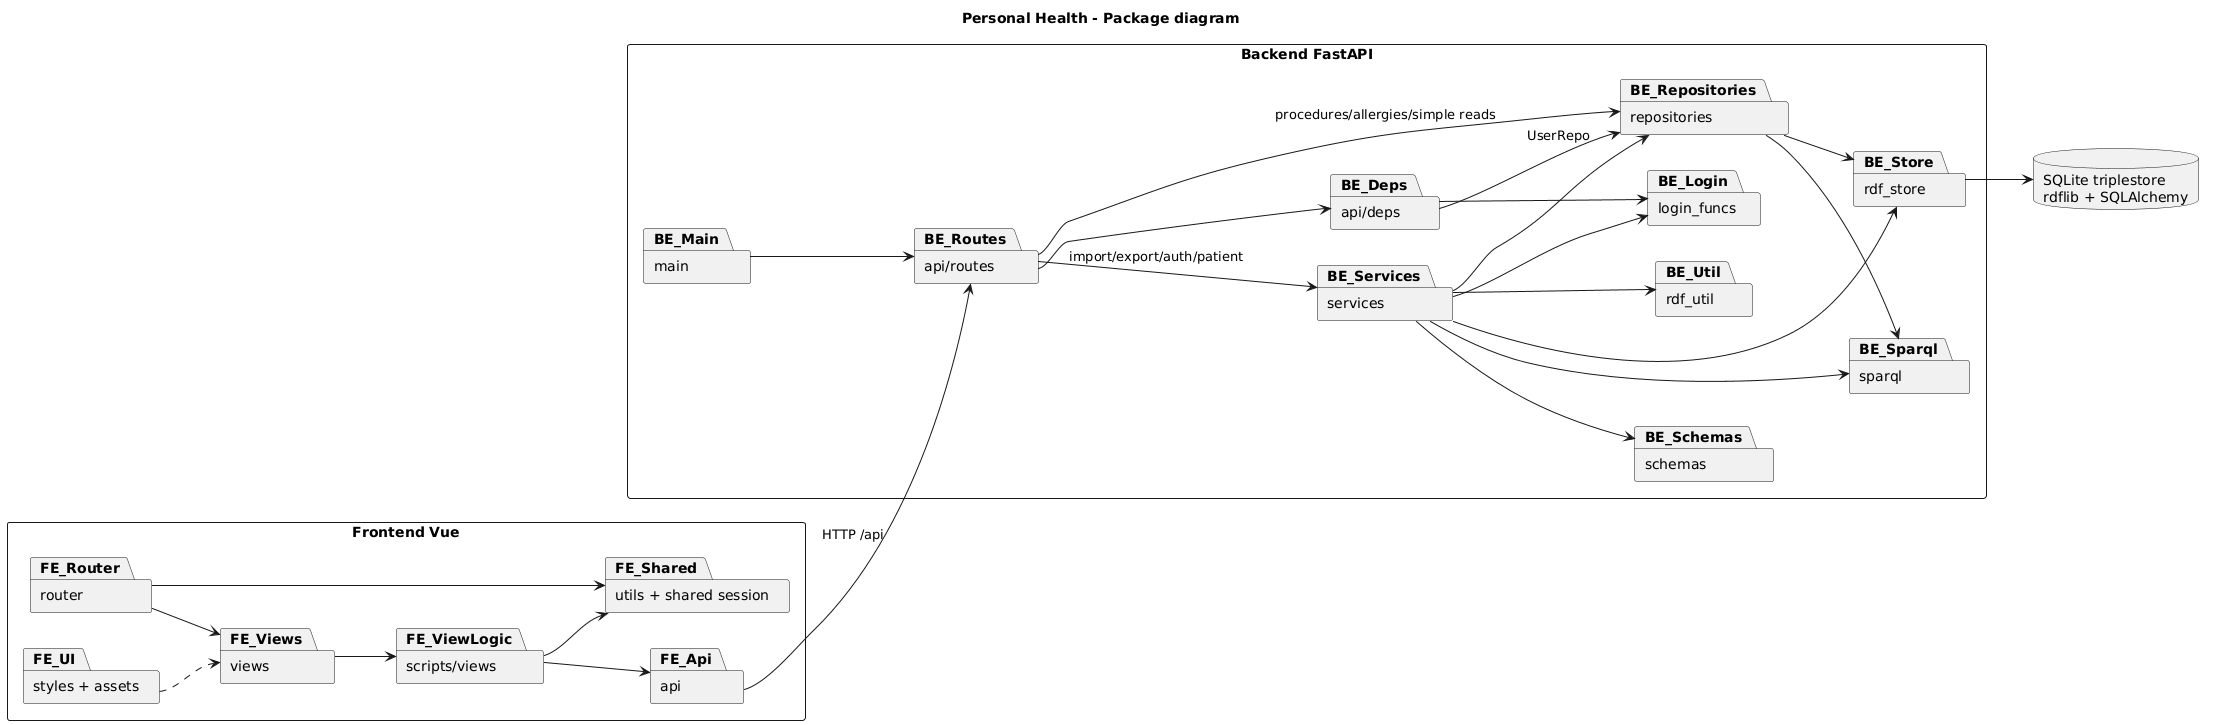 Personal Health - Package diagram
Backend FastAPI
BE_Repositories
repositories
procedures/allergies/simple reads
UserRepo
BE_Store
rdf_store
SQLite triplestore
rdflib + SQLAlchemy
BE_Deps
api/deps
BE_Login
login_funcs
BE_Main
main
BE_Routes
api/routes
import/export/auth/patient
BE_Services
services
BE_Util
rdf_util
BE_Sparql
sparql
BE_Schemas
schemas
Frontend Vue
HTTP /api
FE_Router
router
FE_Shared
utils + shared session
FE_UI
styles + assets
FE_Views
views
FE_ViewLogic
scripts/views
FE_Api
api